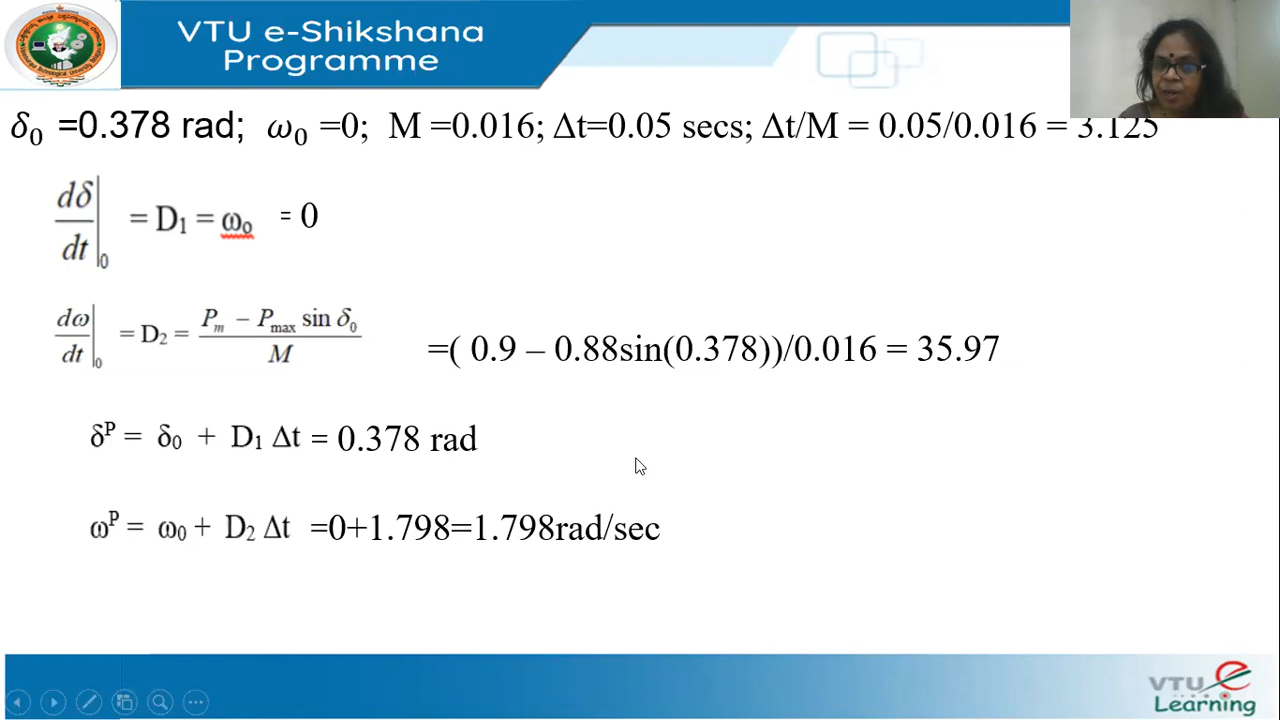 VTU e-Shikshana
Programme
δ₀ =0.378 rad; ω₀ =0; M =0.016; Δt=0.05 secs; Δt/M = 0.05/0.016 = 3.125
dδ/dt|₀ = D₁ = ω₀ = 0
dω/dt|₀ = D₂ = (Pₘ − Pmax sin δ₀)/M =( 0.9 – 0.88sin(0.378))/0.016 = 35.97
δᴾ = δ₀ + D₁ Δt = 0.378 rad
ωᴾ = ω₀ + D₂ Δt =0+1.798=1.798rad/sec
VTU e
Learning